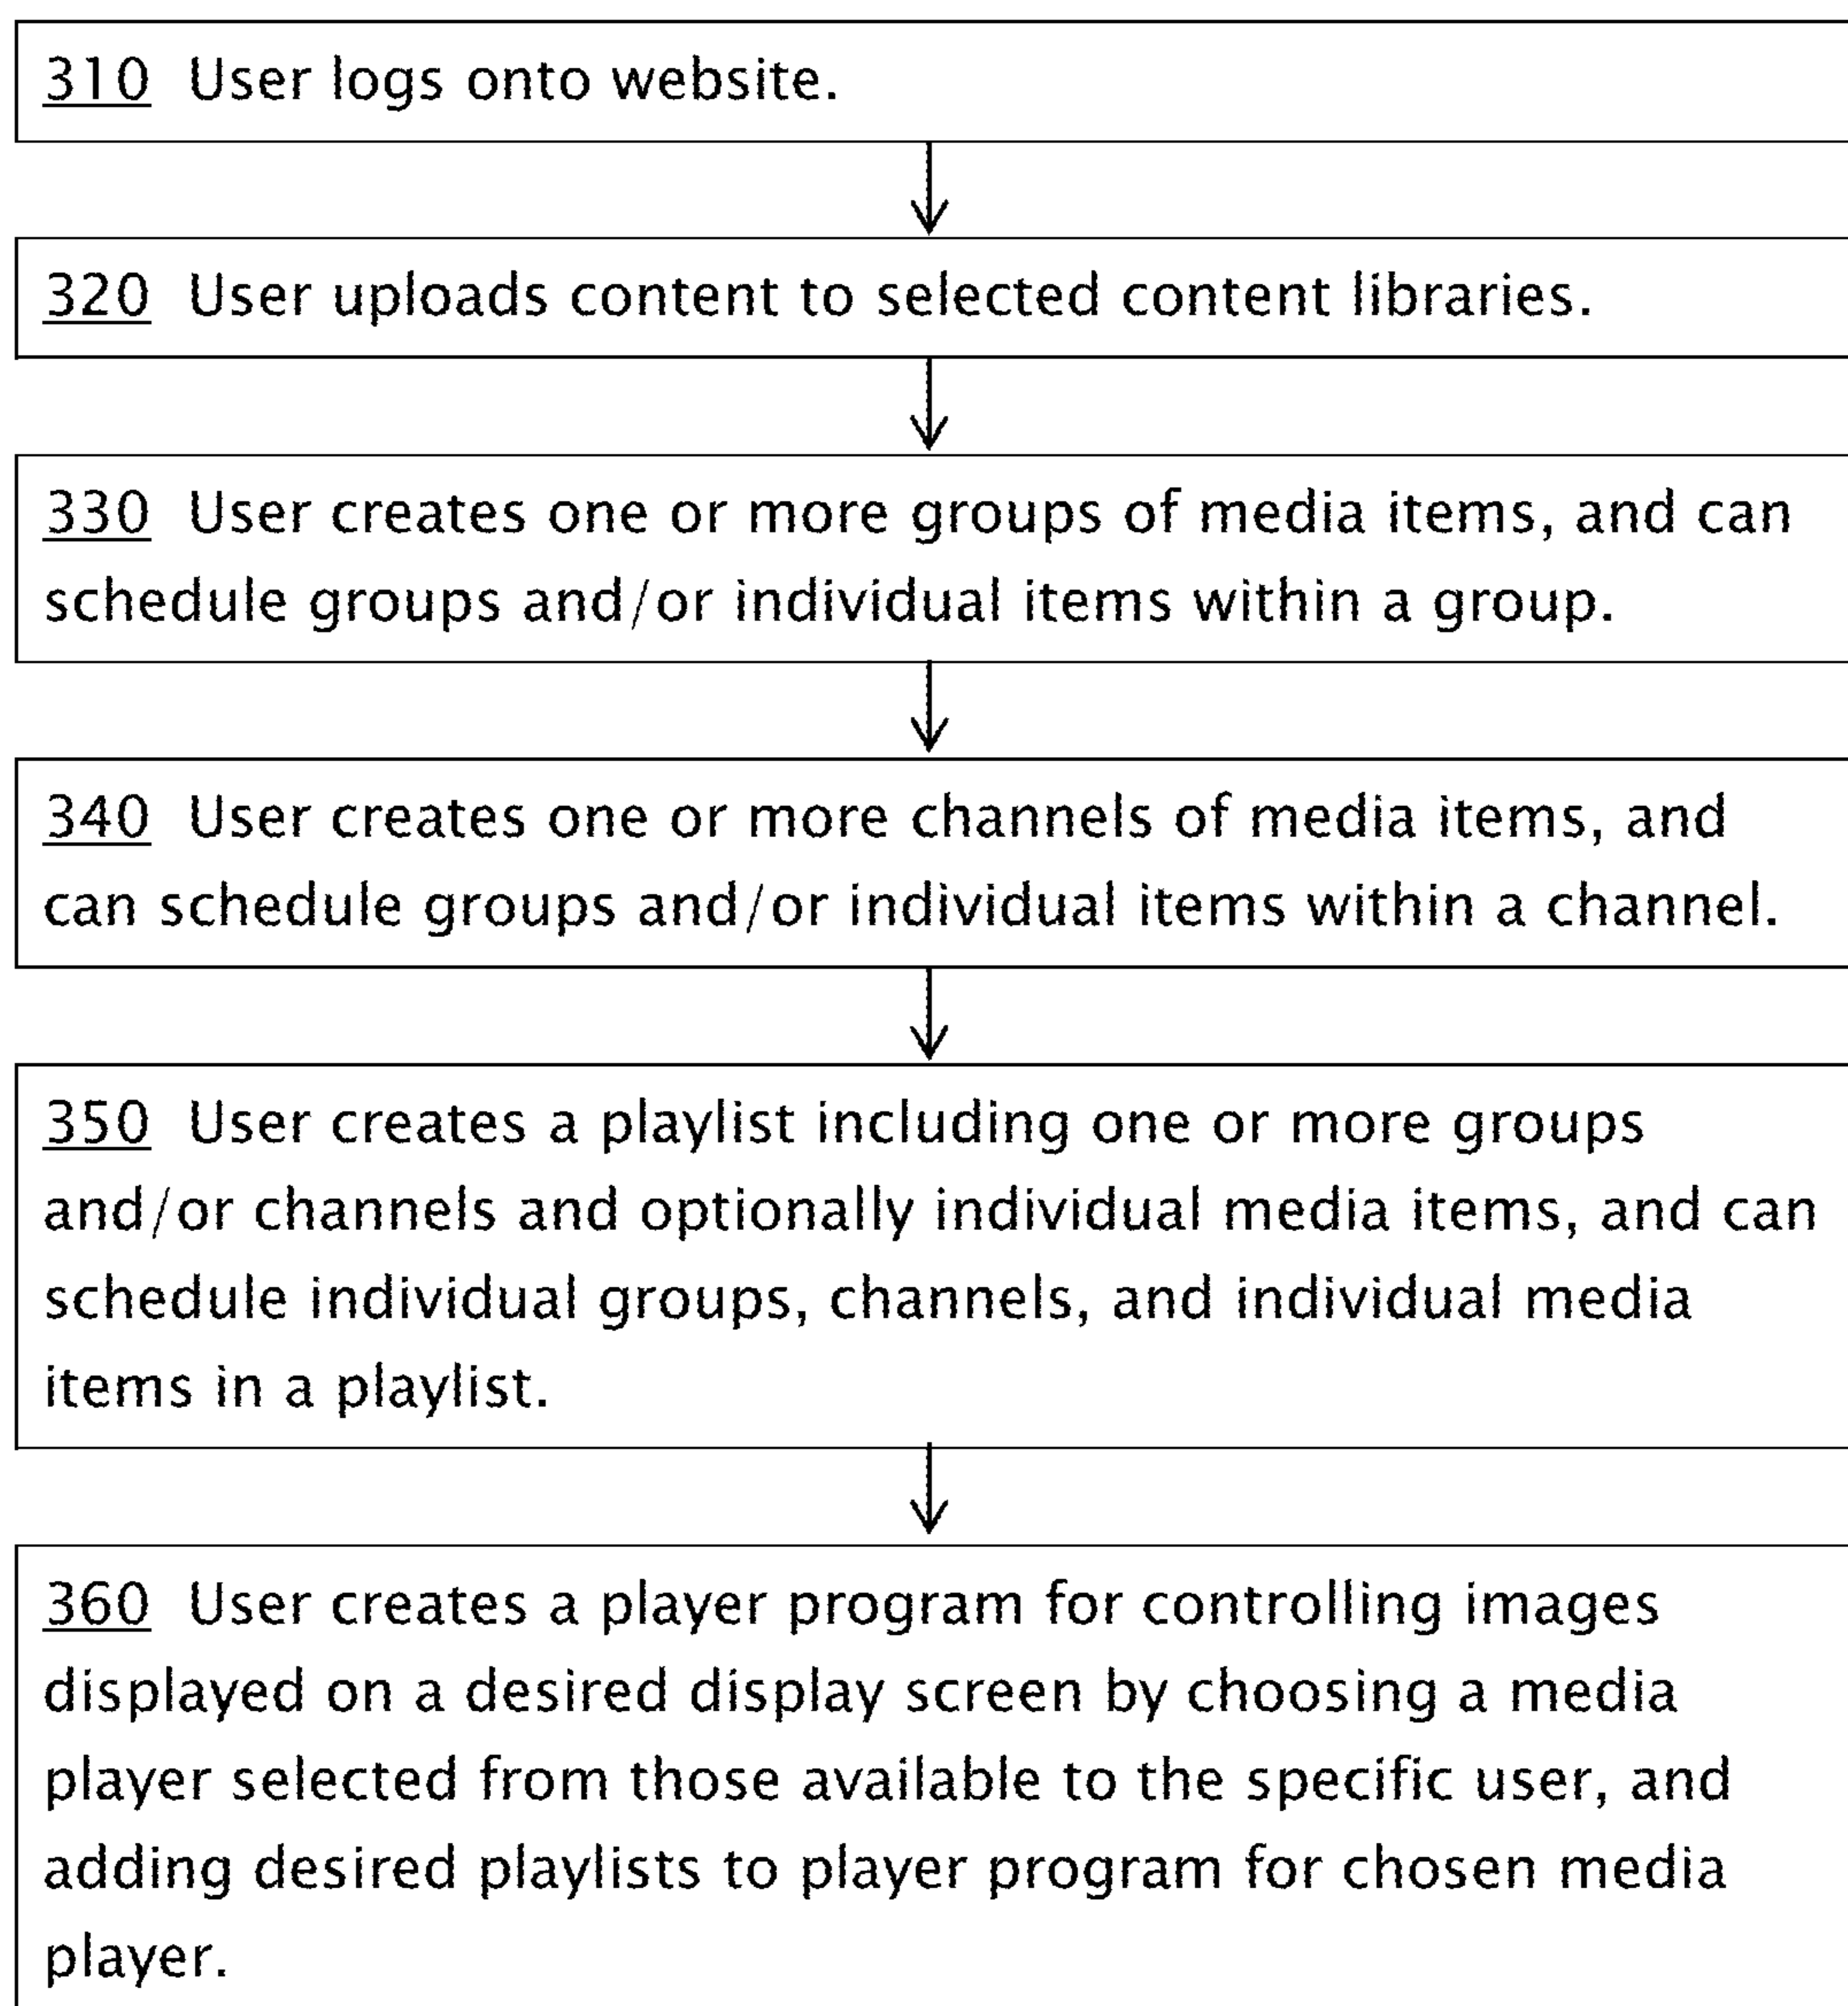 310 User logs onto website.
320 User uploads content to selected content libraries.
330 User creates one or more groups of media items, and can
schedule groups and/or individual items within a group.
340 User creates one or more channels of media items, and
can schedule groups and/or individual items within a channel.
350 User creates a playlist including one or more groups
and/or channels and optionally individual media items, and can
schedule individual groups, channels, and individual media
items in a playlist.
360 User creates a player program for controlling images
displayed on a desired display screen by choosing a media
player selected from those available to the specific user, and
adding desired playlists to player program for chosen media
player.